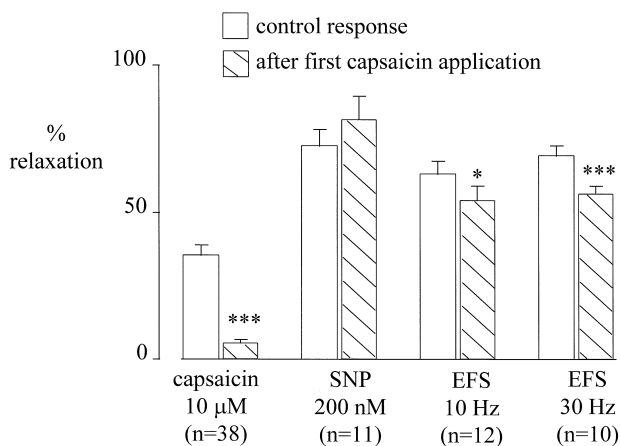 control response
after first capsaicin application
100
%
relaxation
50
***
*
***
0
capsaicin SNP EFS EFS
10 μM 200 nM 10 Hz 30 Hz
(n=38) (n=11) (n=12) (n=10)